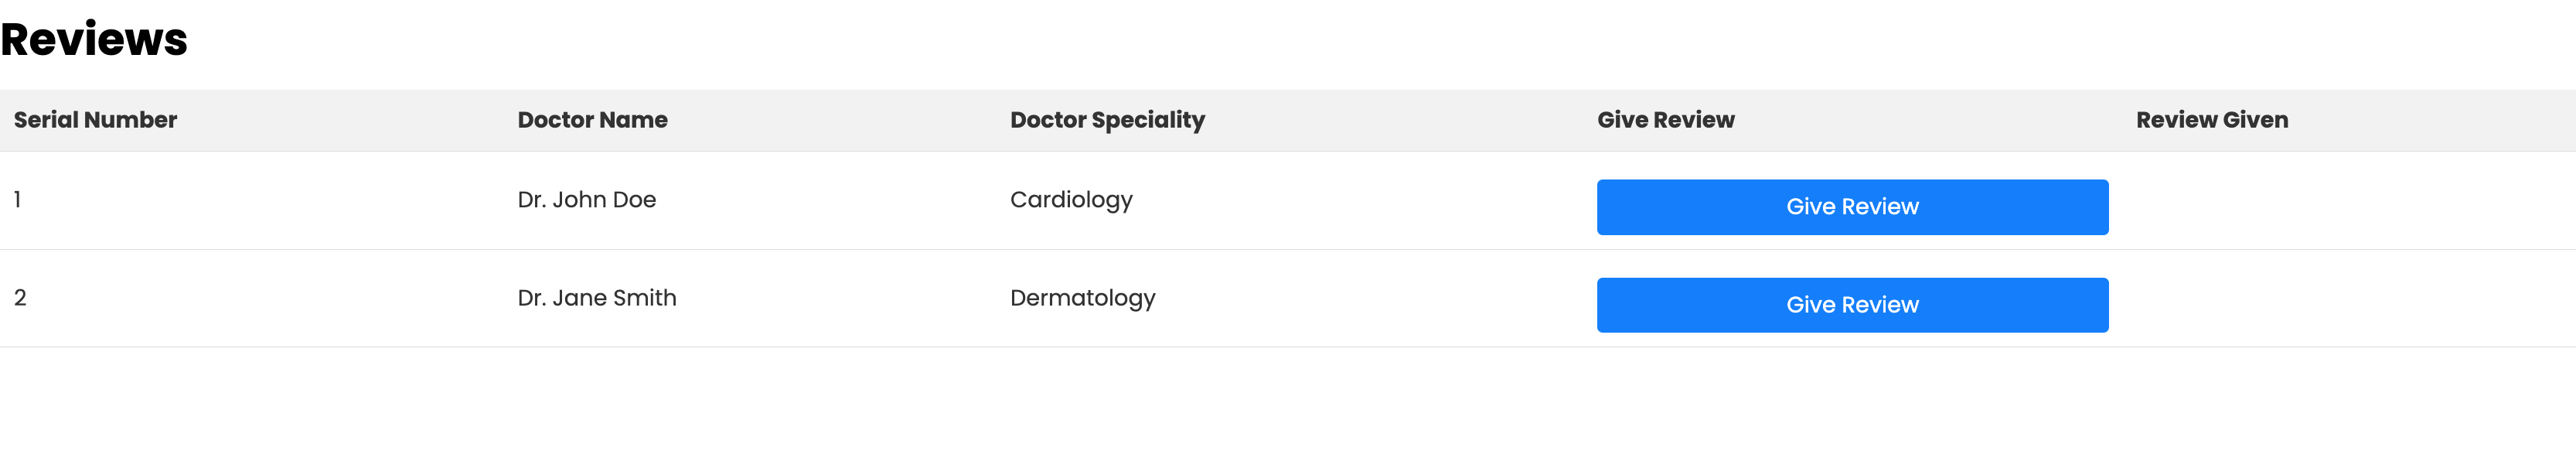 Reviews
Serial Number Doctor Name Doctor Speciality Give Review Review Given
1 Dr. John Doe Cardiology Give Review
2 Dr. Jane Smith Dermatology Give Review